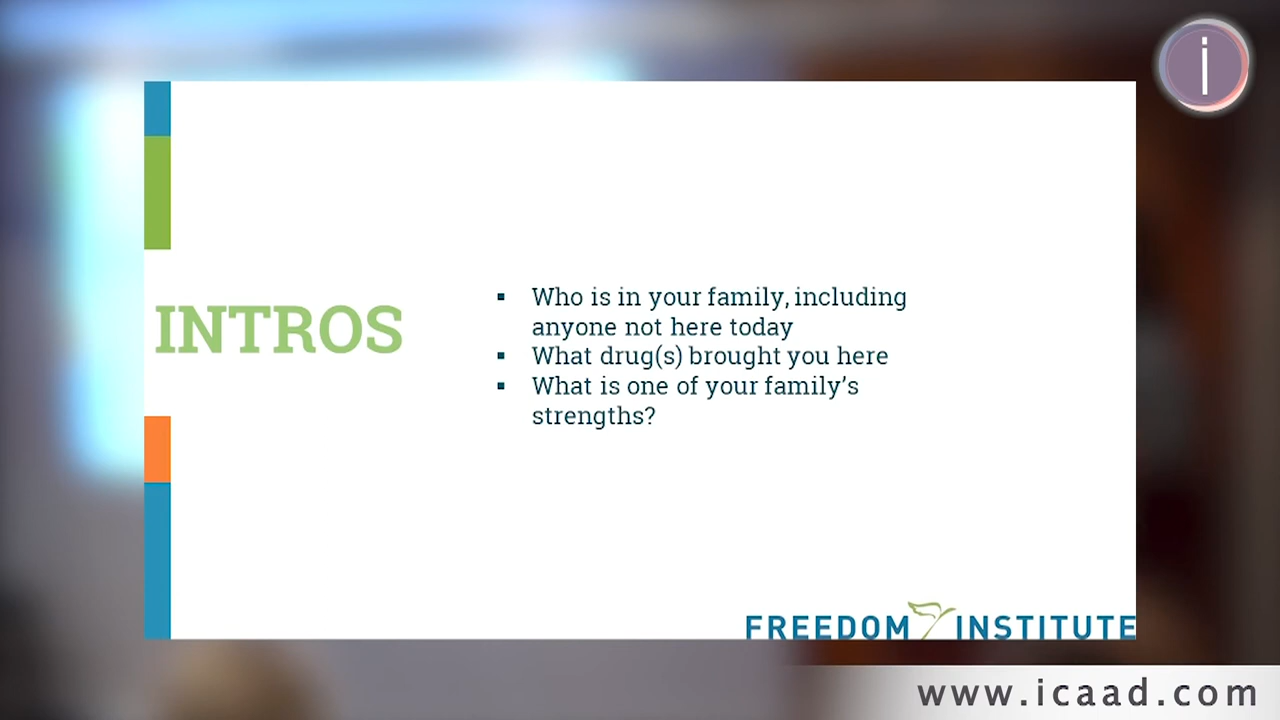 i
INTROS
▪ Who is in your family, including
anyone not here today
▪ What drug(s) brought you here
▪ What is one of your family’s
strengths?
FREEDOM INSTITUTE
www.icaad.com